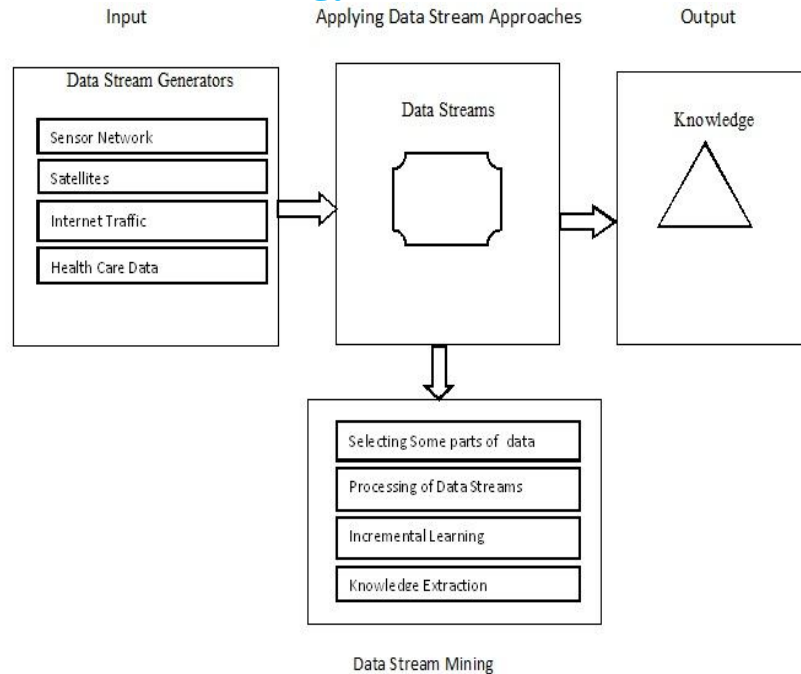 Input
Applying Data Stream Approaches
Output
Data Stream Generators
Sensor Network
Satellites
Internet Traffic
Health Care Data
Data Streams
Knowledge
Selecting Some parts of data
Processing of Data Streams
Incremental Learning
Knowledge Extraction
Data Stream Mining